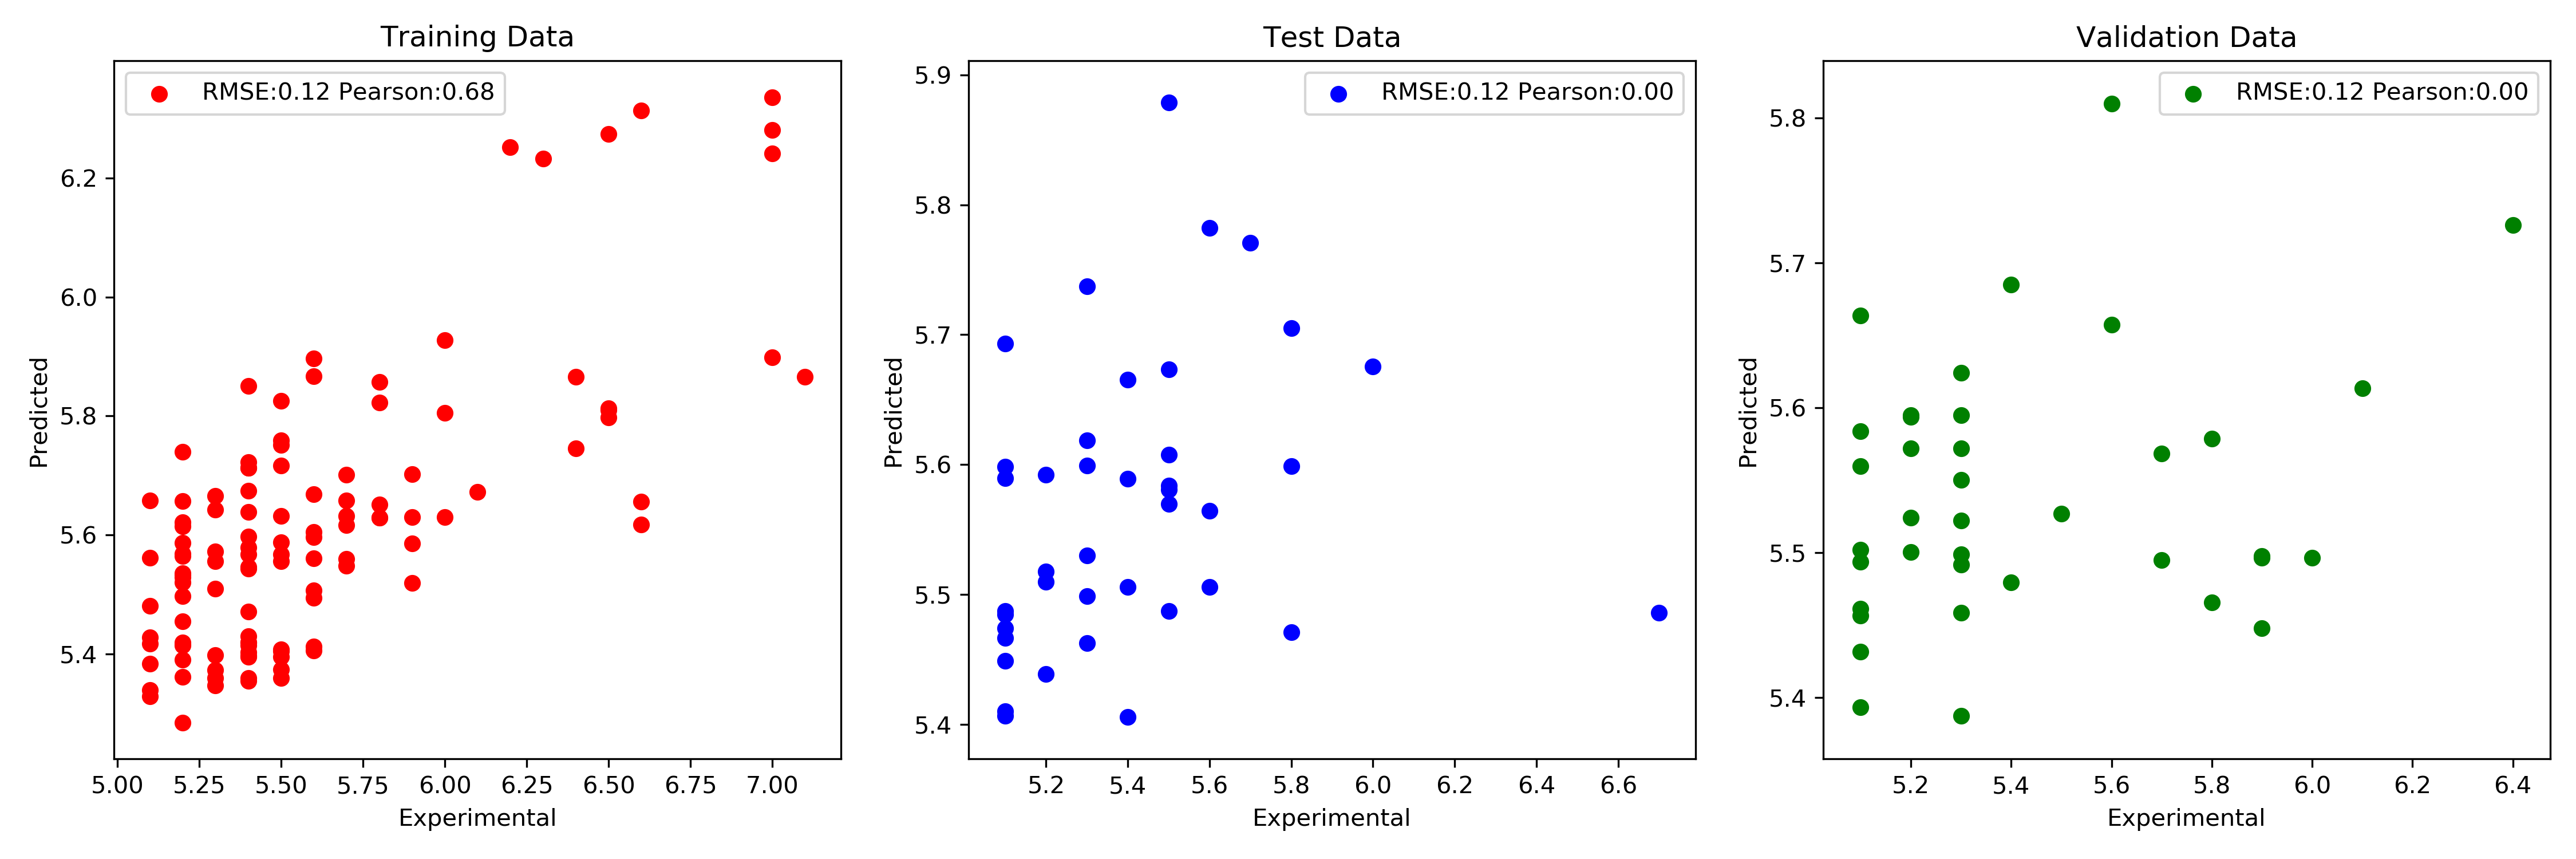 Training Data
RMSE:0.12 Pearson:0.68
Predicted
6.2
6.0
5.8
5.6
5.4
5.00 5.25 5.50 5.75 6.00 6.25 6.50 6.75 7.00
Experimental
Test Data
RMSE:0.12 Pearson:0.00
Predicted
5.9
5.8
5.7
5.6
5.5
5.4
5.2 5.4 5.6 5.8 6.0 6.2 6.4 6.6
Experimental
Validation Data
RMSE:0.12 Pearson:0.00
Predicted
5.8
5.7
5.6
5.5
5.4
5.2 5.4 5.6 5.8 6.0 6.2 6.4
Experimental